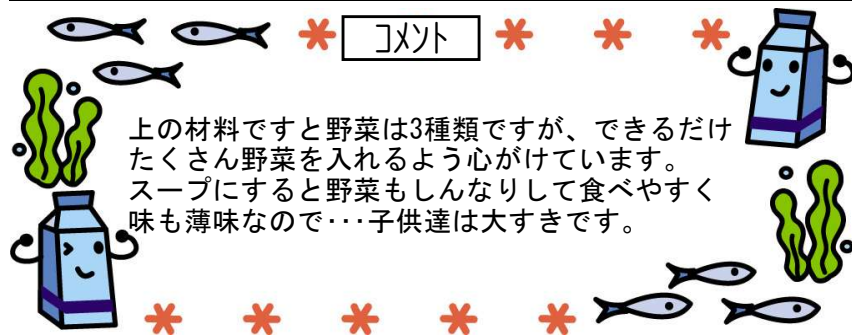 コメント
上の材料ですと野菜は3種類ですが、できるだけ
たくさん野菜を入れるよう心がけています。
スープにすると野菜もしんなりして食べやすく
味も薄味なので･･･子供達は大すきです。